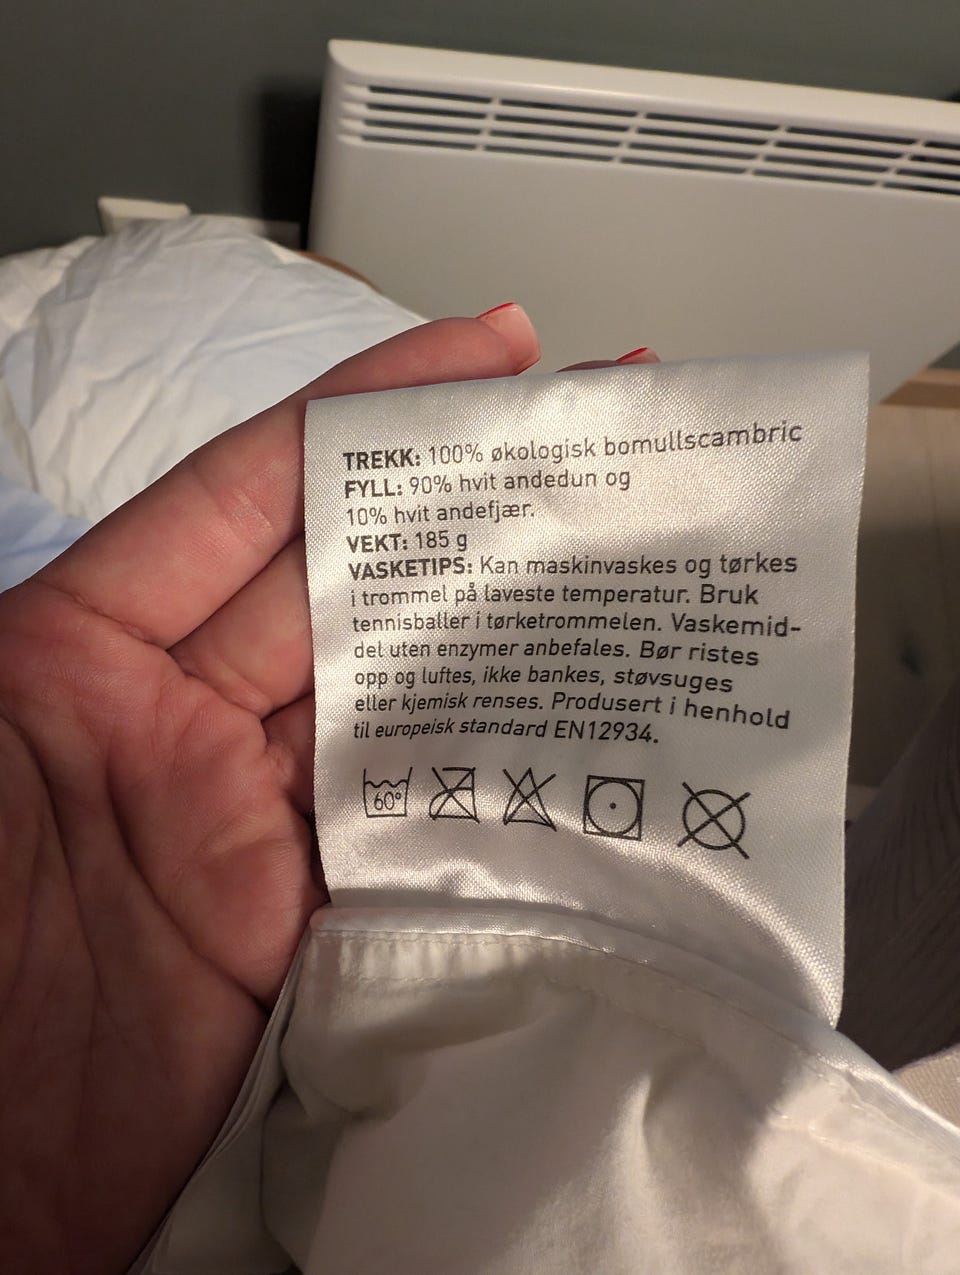 TREKK: 100% økologisk bomullscambric
FYLL: 90% hvit andedun og
10% hvit andefjær.
VEKT: 185 g
VASKETIPS: Kan maskinvaskes og tørkes
i trommel på laveste temperatur. Bruk
tennisballer i tørketrommelen. Vaskemid-
del uten enzymer anbefales. Bør ristes
opp og luftes, ikke bankes, støvsuges
eller kjemisk renses. Produsert i henhold
til europeisk standard EN12934.
60°